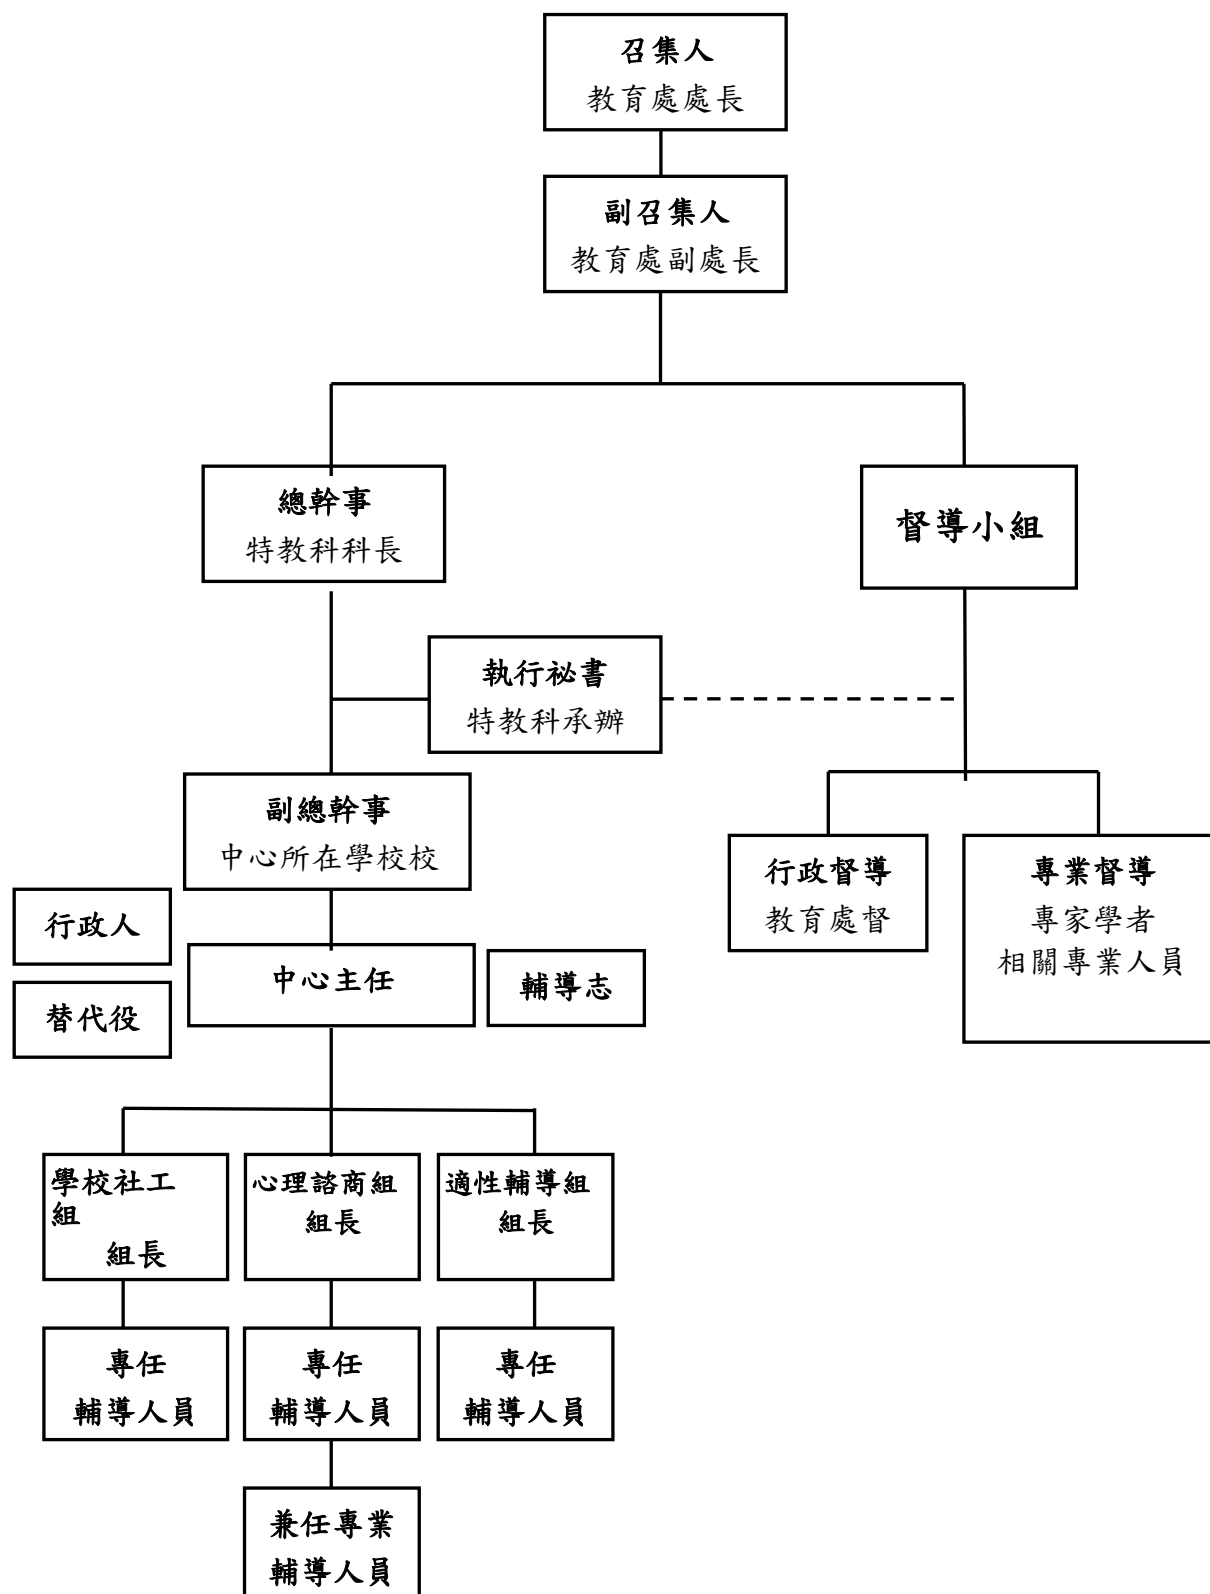 召集人
教育處處長
副召集人
教育處副處長
總幹事
特教科科長
督導小組
執行祕書
特教科承辦
副總幹事
中心所在學校校
行政督導
教育處督
專業督導
專家學者
相關專業人員
行政人
替代役
中心主任
輔導志
學校社工
組
組長
心理諮商組
組長
適性輔導組
組長
專任
輔導人員
專任
輔導人員
專任
輔導人員
兼任專業
輔導人員